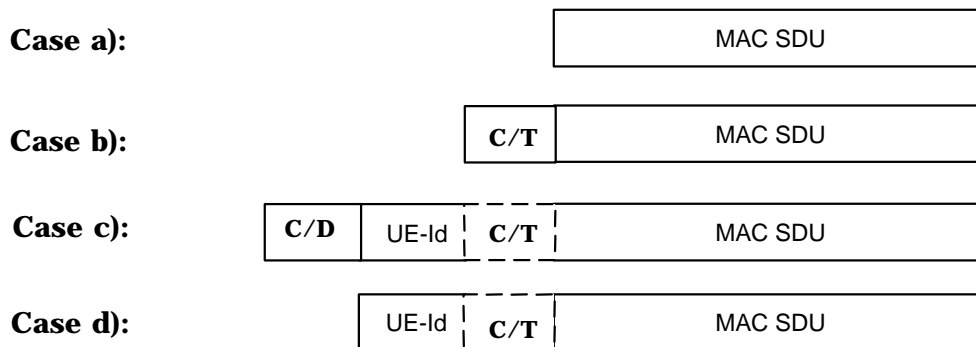 Case a): MAC SDU
Case b): C/T MAC SDU
Case c): C/D UE-Id C/T MAC SDU
Case d): UE-Id C/T MAC SDU